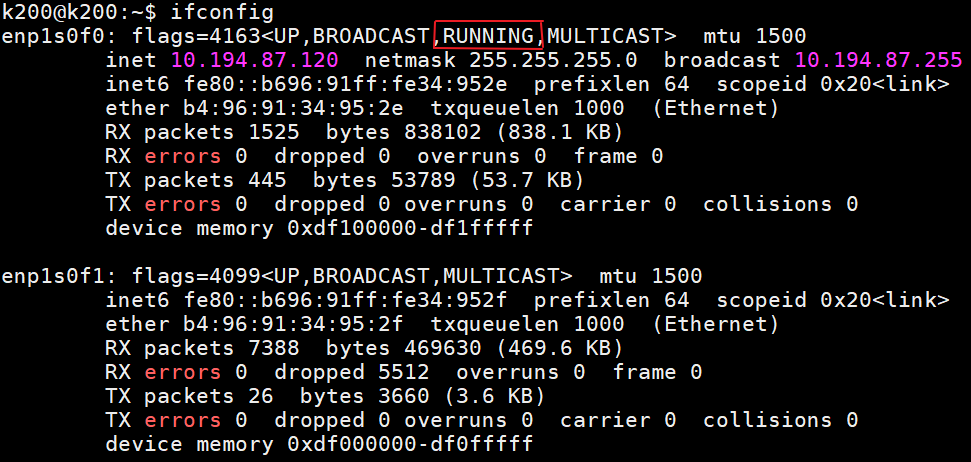 k200@k200:~$ ifconfig
enp1s0f0: flags=4163<UP,BROADCAST,RUNNING,MULTICAST>  mtu 1500
        inet 10.194.87.120  netmask 255.255.255.0  broadcast 10.194.87.255
        inet6 fe80::b696:91ff:fe34:952e  prefixlen 64  scopeid 0x20<link>
        ether b4:96:91:34:95:2e  txqueuelen 1000  (Ethernet)
        RX packets 1525  bytes 838102 (838.1 KB)
        RX errors 0  dropped 0  overruns 0  frame 0
        TX packets 445  bytes 53789 (53.7 KB)
        TX errors 0  dropped 0 overruns 0  carrier 0  collisions 0
        device memory 0xdf100000-df1fffff
enp1s0f1: flags=4099<UP,BROADCAST,MULTICAST>  mtu 1500
        inet6 fe80::b696:91ff:fe34:952f  prefixlen 64  scopeid 0x20<link>
        ether b4:96:91:34:95:2f  txqueuelen 1000  (Ethernet)
        RX packets 7388  bytes 469630 (469.6 KB)
        RX errors 0  dropped 5512  overruns 0  frame 0
        TX packets 26  bytes 3660 (3.6 KB)
        TX errors 0  dropped 0 overruns 0  carrier 0  collisions 0
        device memory 0xdf000000-df0fffff